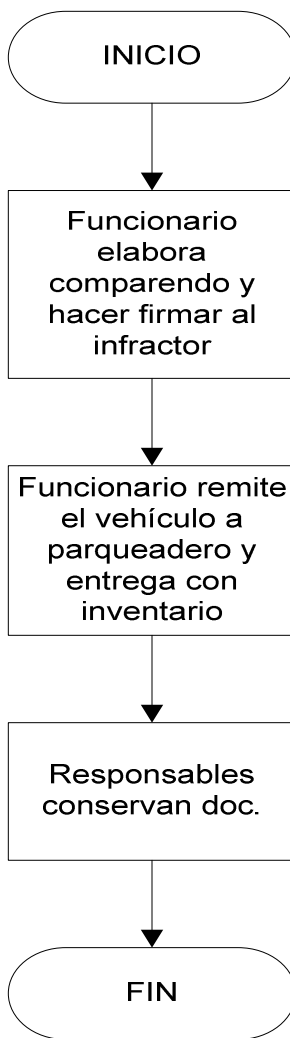 INICIO
Funcionario
elabora
comparendo y
hacer firmar al
infractor
Funcionario remite
el vehículo a
parqueadero y
entrega con
inventario
Responsables
conservan doc.
FIN